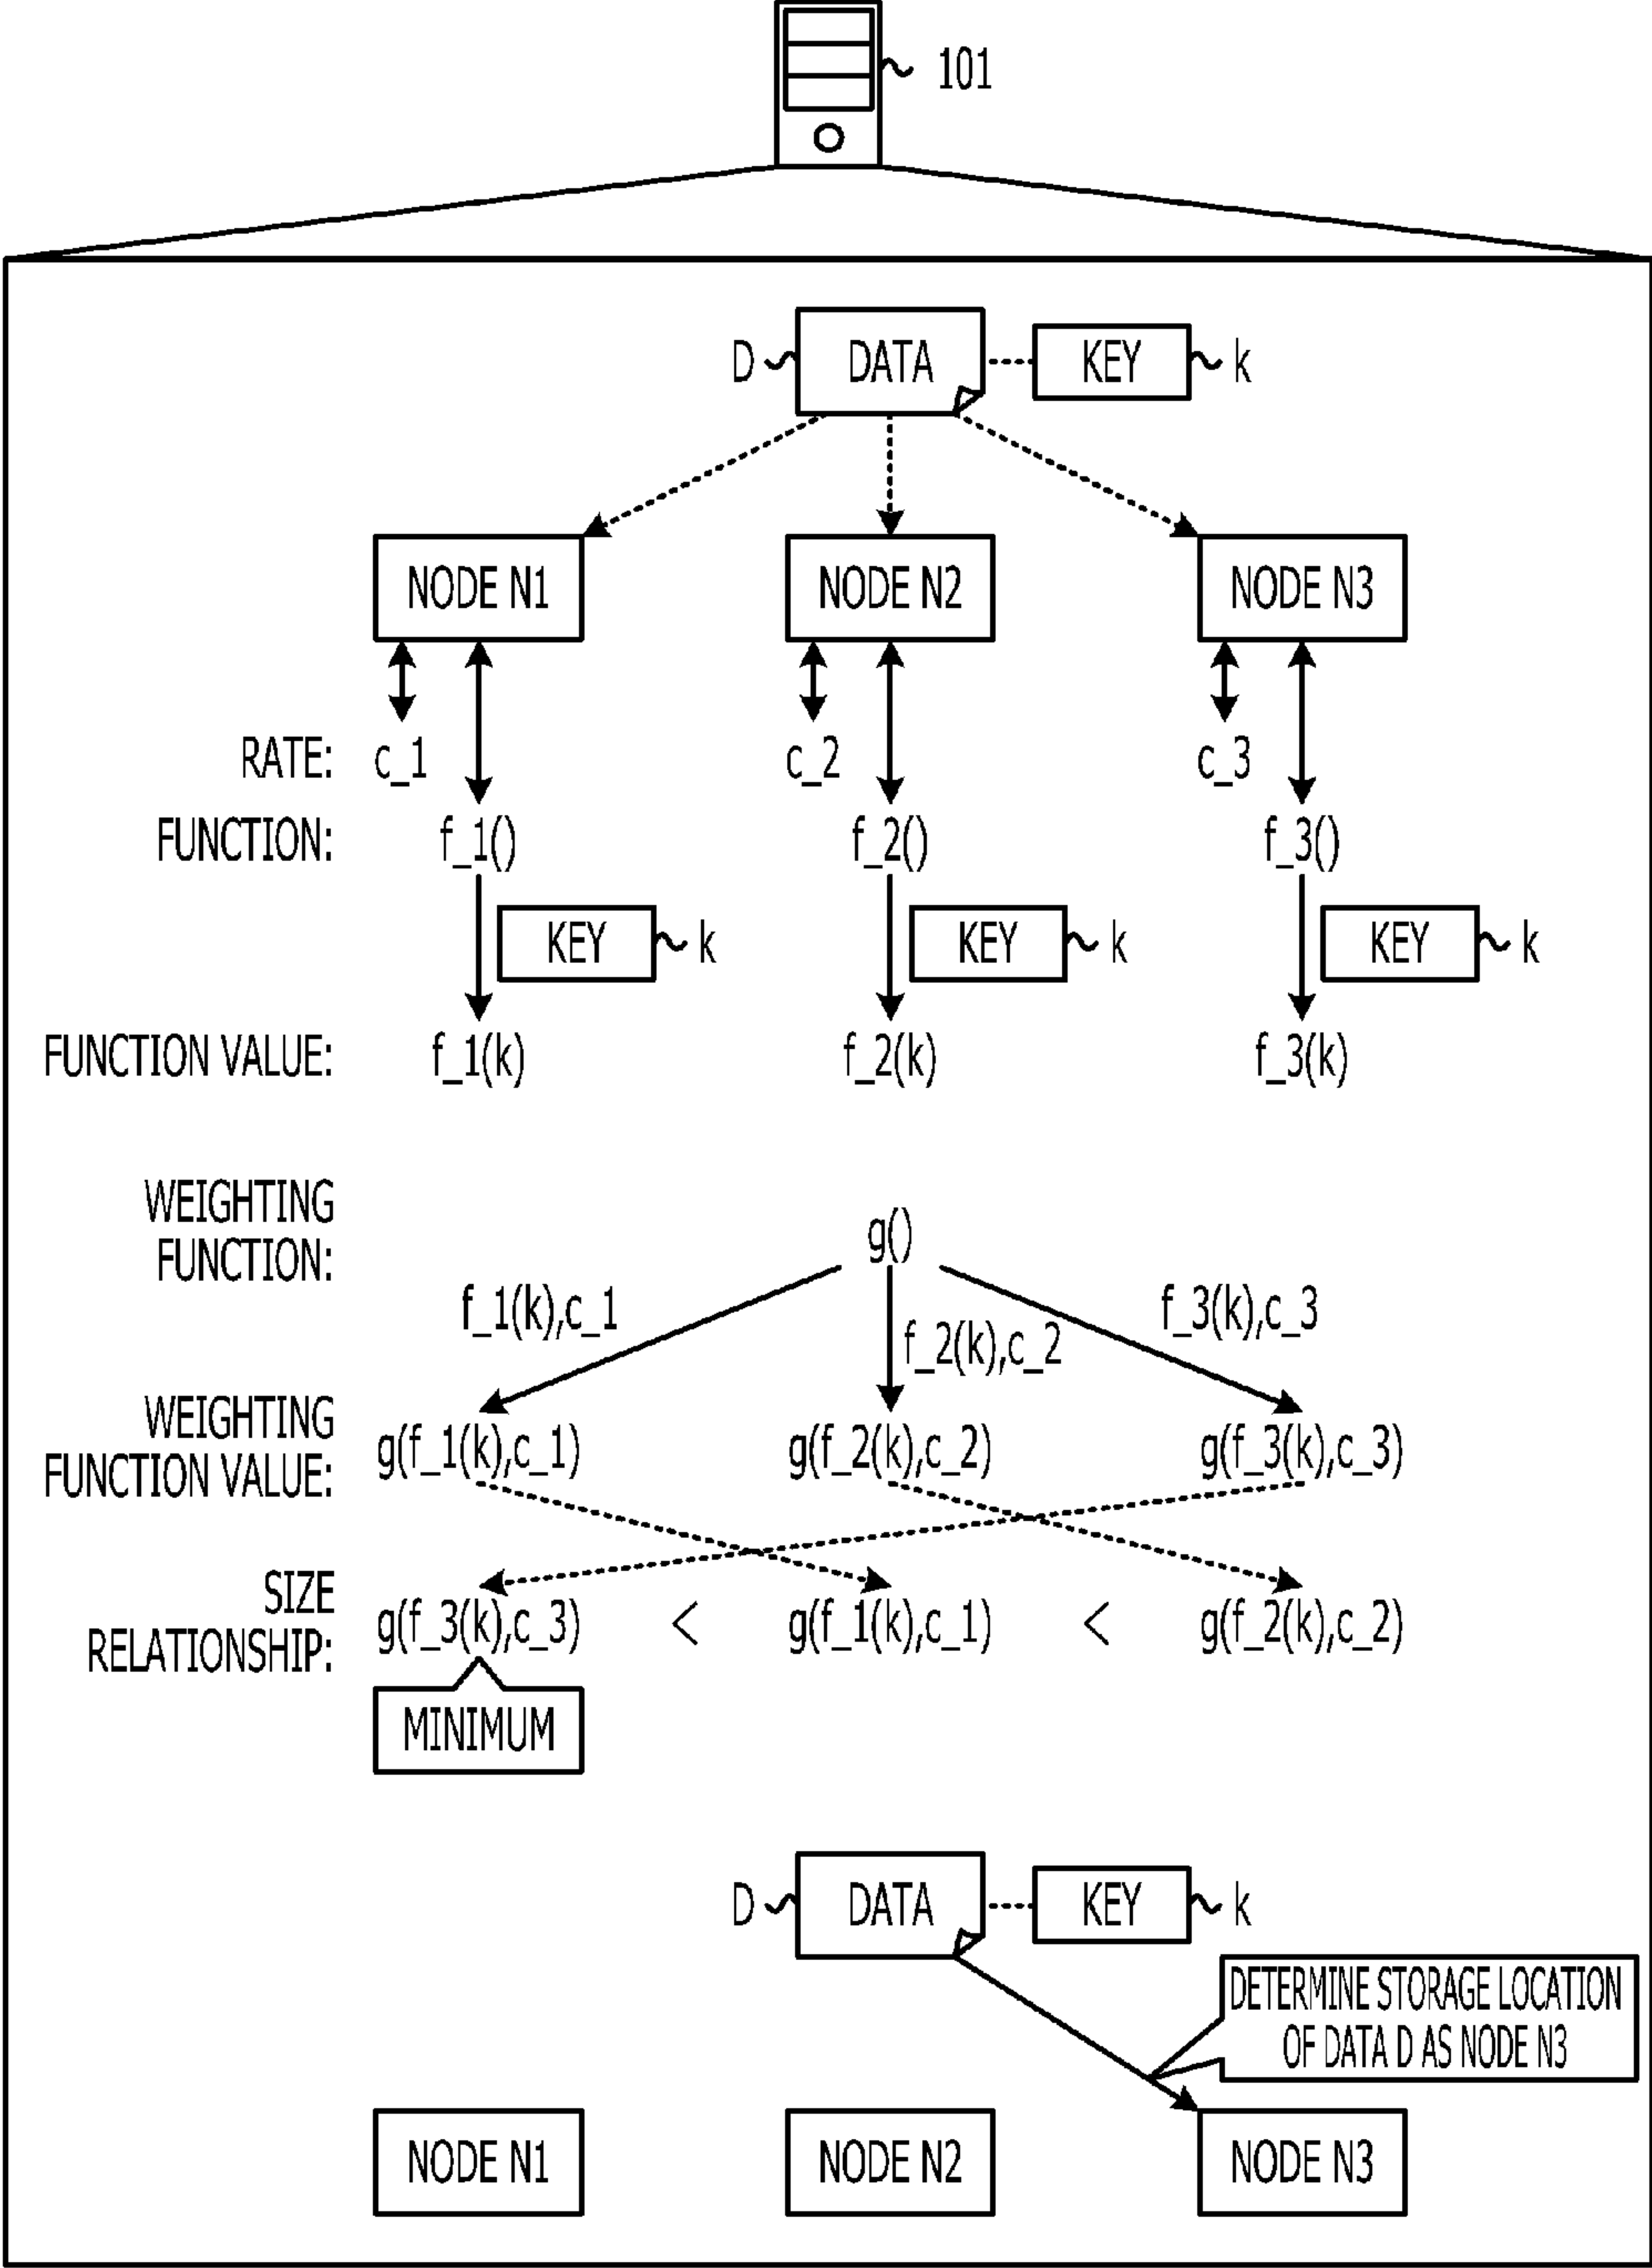 101
D DATA KEY k
NODE N1 NODE N2 NODE N3
RATE: c_1 c_2 c_3
FUNCTION: f_1() f_2() f_3()
KEY k KEY k KEY k
FUNCTION VALUE: f_1(k) f_2(k) f_3(k)
WEIGHTING
FUNCTION:
g()
f_1(k),c_1 f_2(k),c_2 f_3(k),c_3
WEIGHTING
FUNCTION VALUE: g(f_1(k),c_1) g(f_2(k),c_2) g(f_3(k),c_3)
SIZE
RELATIONSHIP: g(f_3(k),c_3) < g(f_1(k),c_1) < g(f_2(k),c_2)
MINIMUM
D DATA KEY k
DETERMINE STORAGE LOCATION
OF DATA D AS NODE N3
NODE N1 NODE N2 NODE N3